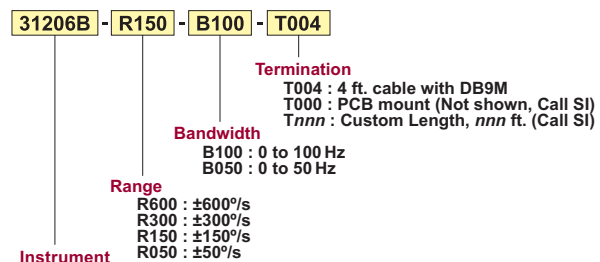 31206B - R150 - B100 - T004
Termination
T004 : 4 ft. cable with DB9M
T000 : PCB mount (Not shown, Call SI)
Tnnn : Custom Length, nnn ft. (Call SI)
Bandwidth
B100 : 0 to 100 Hz
B050 : 0 to 50 Hz
Range
R600 : ±600º/s
R300 : ±300º/s
R150 : ±150º/s
R050 : ±50º/s
Instrument